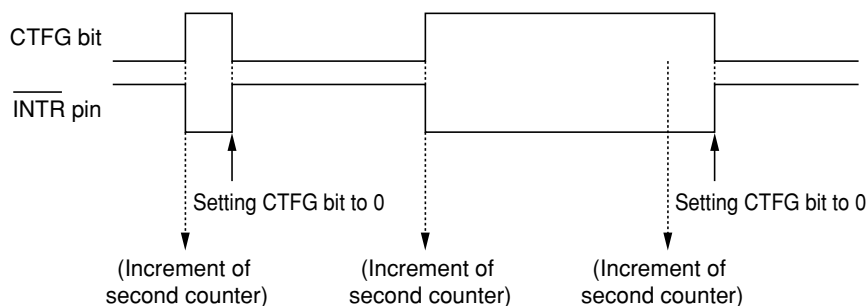 CTFG bit
INTR pin
Setting CTFG bit to 0
Setting CTFG bit to 0
(Increment of
second counter)
(Increment of
second counter)
(Increment of
second counter)